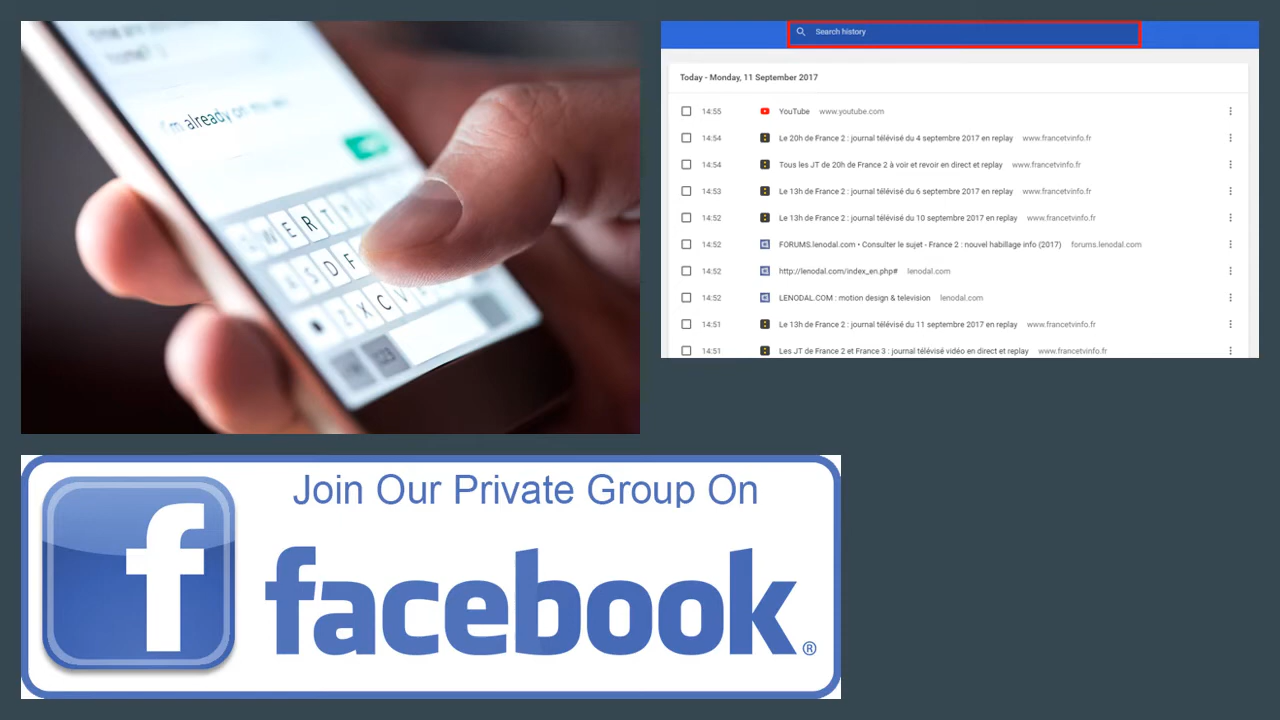 home?
I'm already on my way
W E R T
D F
Z X C V
Search history
Today - Monday, 11 September 2017
14:55 YouTube www.youtube.com
14:54 Le 20h de France 2 : journal télévisé du 4 septembre 2017 en replay www.francetvinfo.fr
14:54 Tous les JT de 20h de France 2 à voir et revoir en direct et replay www.francetvinfo.fr
14:53 Le 13h de France 2 : journal télévisé du 6 septembre 2017 en replay www.francetvinfo.fr
14:52 Le 13h de France 2 : journal télévisé du 10 septembre 2017 en replay www.francetvinfo.fr
14:52 FORUMS.lenodal.com • Consulter le sujet - France 2 : nouvel habillage info (2017) forums.lenodal.com
14:52 http://lenodal.com/index_en.php# lenodal.com
14:52 LENODAL.COM : motion design & television lenodal.com
14:51 Le 13h de France 2 : journal télévisé du 11 septembre 2017 en replay www.francetvinfo.fr
14:51 Les JT de France 2 et France 3 : journal télévisé vidéo en direct et replay www.francetvinfo.fr
f
Join Our Private Group On
facebook®